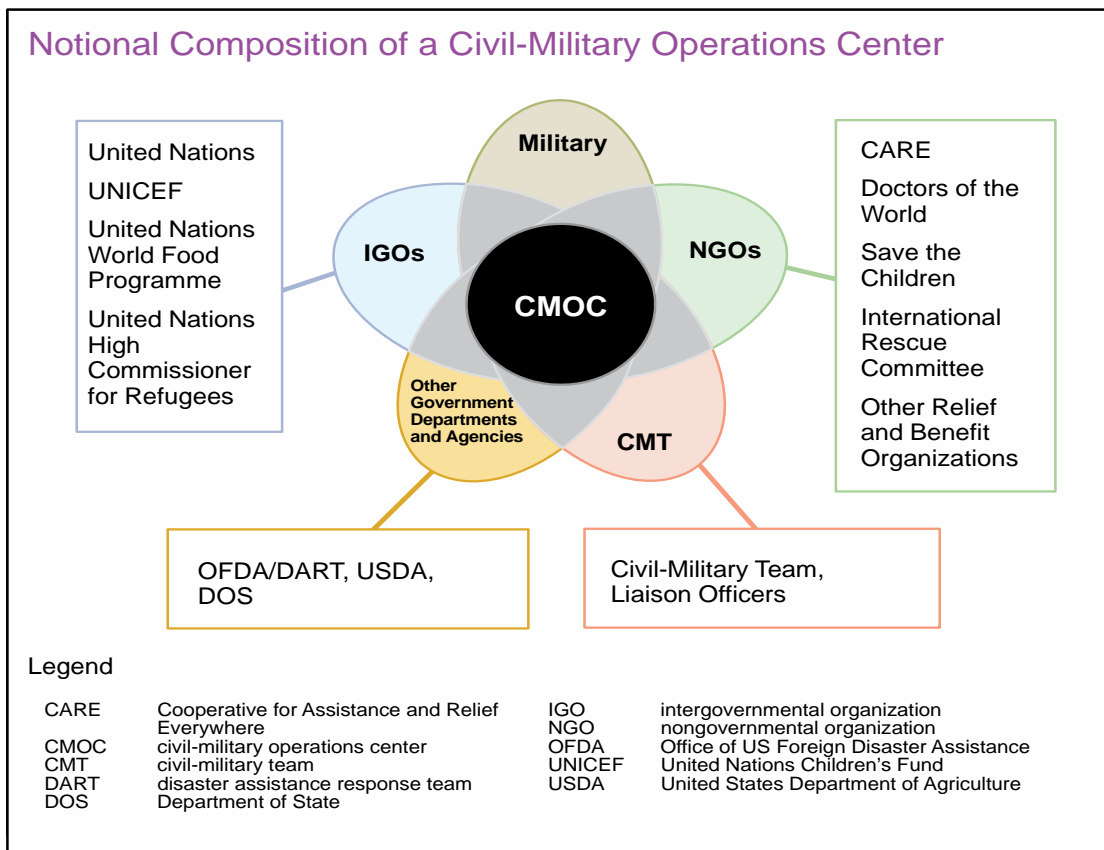 Notional Composition of a Civil-Military Operations Center
United Nations
UNICEF
United Nations
World Food
Programme
United Nations
High
Commissioner
for Refugees
Military
IGOs
NGOs
CMOC
Other
Government
Departments
and Agencies
CMT
CARE
Doctors of the
World
Save the
Children
International
Rescue
Committee
Other Relief
and Benefit
Organizations
OFDA/DART, USDA,
DOS
Civil-Military Team,
Liaison Officers
Legend
CARE Cooperative for Assistance and Relief
Everywhere
CMOC civil-military operations center
CMT civil-military team
DART disaster assistance response team
DOS Department of State
IGO intergovernmental organization
NGO nongovernmental organization
OFDA Office of US Foreign Disaster Assistance
UNICEF United Nations Children's Fund
USDA United States Department of Agriculture